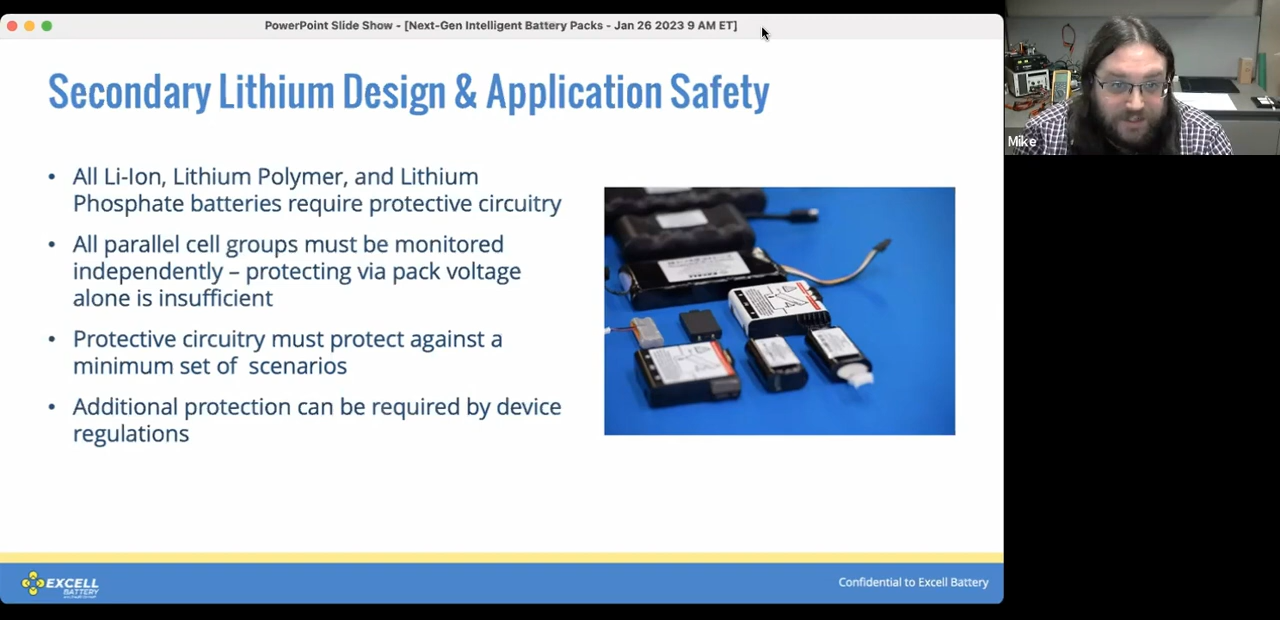 PowerPoint Slide Show - [Next-Gen Intelligent Battery Packs - Jan 26 2023 9 AM ET]
Secondary Lithium Design & Application Safety
• All Li-Ion, Lithium Polymer, and Lithium
Phosphate batteries require protective circuitry
• All parallel cell groups must be monitored
independently – protecting via pack voltage
alone is insufficient
• Protective circuitry must protect against a
minimum set of scenarios
• Additional protection can be required by device
regulations
Mike
EXCELL
BATTERY
Confidential to Excell Battery